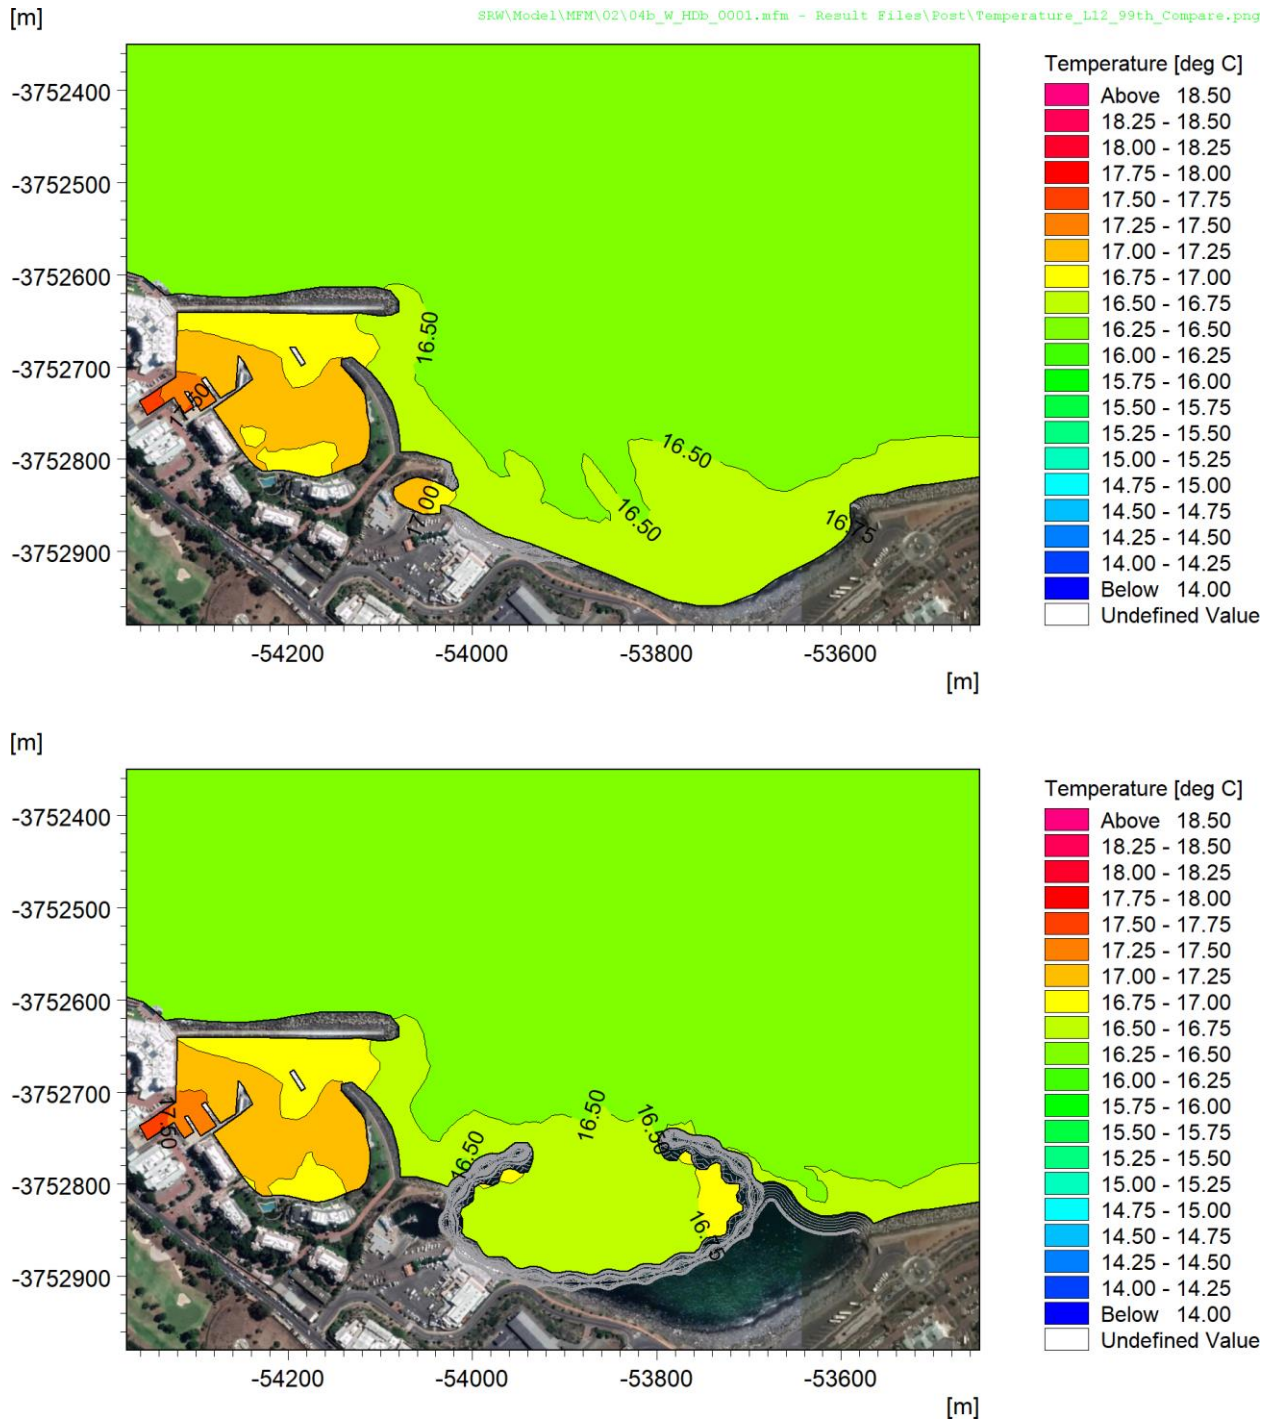 SRW\Model\MFM\02\04b_W_HDb_0001.mfm - Result Files\Post\Temperature_L12_99th_Compare.png
[m]
-3752400
-3752500
-3752600
-3752700
-3752800
-3752900
-54200
-54000
-53800
-53600
[m]
16.50
16.50
16.50
16.75
17.00
17.50
Temperature [deg C]
Above 18.50
18.25 - 18.50
18.00 - 18.25
17.75 - 18.00
17.50 - 17.75
17.25 - 17.50
17.00 - 17.25
16.75 - 17.00
16.50 - 16.75
16.25 - 16.50
16.00 - 16.25
15.75 - 16.00
15.50 - 15.75
15.25 - 15.50
15.00 - 15.25
14.75 - 15.00
14.50 - 14.75
14.25 - 14.50
14.00 - 14.25
Below 14.00
Undefined Value
[m]
-3752400
-3752500
-3752600
-3752700
-3752800
-3752900
-54200
-54000
-53800
-53600
[m]
16.50
16.50
16.50
16.75
17.50
Temperature [deg C]
Above 18.50
18.25 - 18.50
18.00 - 18.25
17.75 - 18.00
17.50 - 17.75
17.25 - 17.50
17.00 - 17.25
16.75 - 17.00
16.50 - 16.75
16.25 - 16.50
16.00 - 16.25
15.75 - 16.00
15.50 - 15.75
15.25 - 15.50
15.00 - 15.25
14.75 - 15.00
14.50 - 14.75
14.25 - 14.50
14.00 - 14.25
Below 14.00
Undefined Value